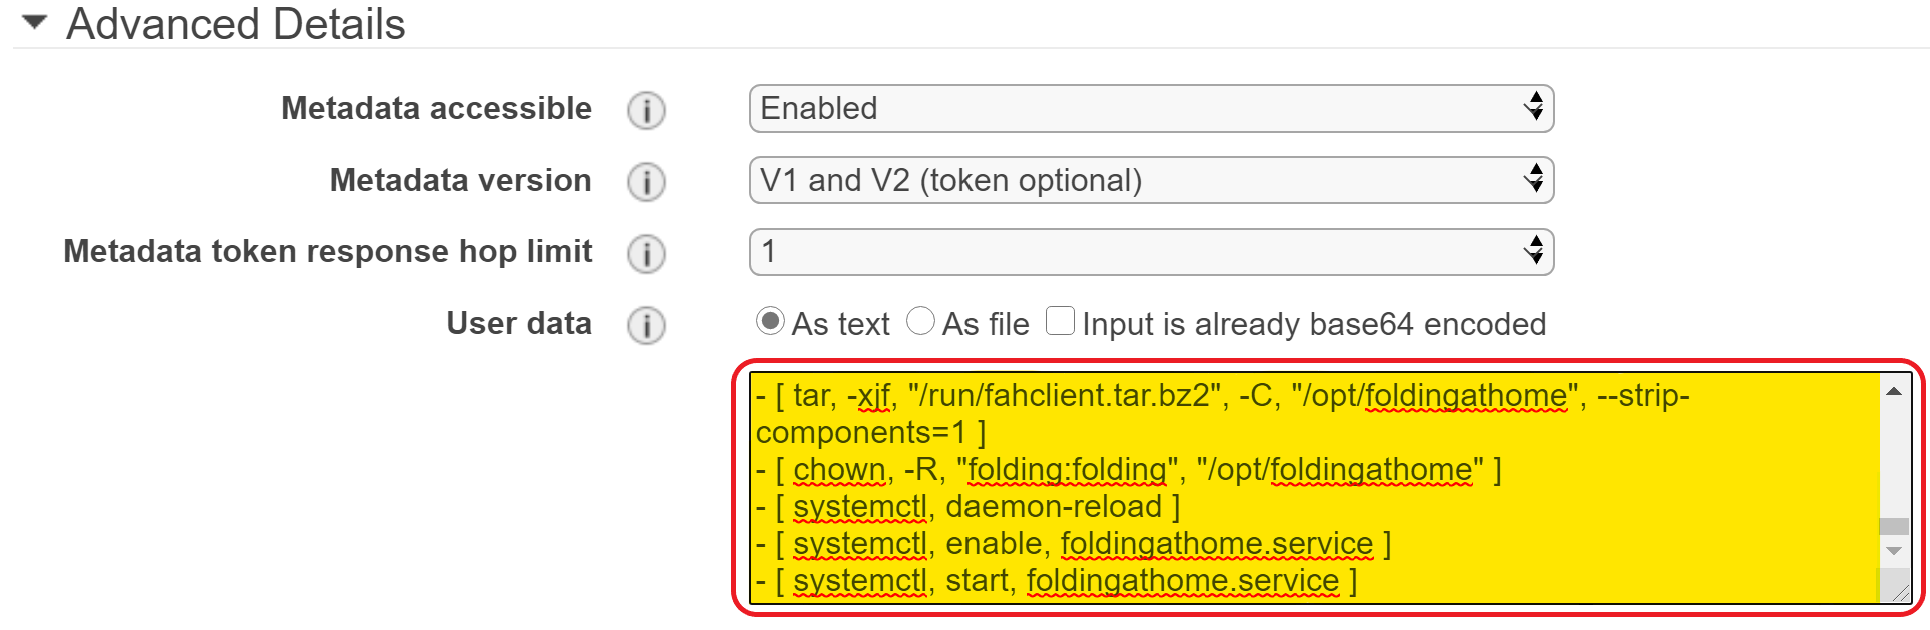 Advanced Details
Metadata accessible Enabled
Metadata version V1 and V2 (token optional)
Metadata token response hop limit 1
User data As text As file Input is already base64 encoded
- [ tar, -xjf, "/run/fahclient.tar.bz2", -C, "/opt/foldingathome", --strip-
components=1 ]
- [ chown, -R, "folding:folding", "/opt/foldingathome" ]
- [ systemctl, daemon-reload ]
- [ systemctl, enable, foldingathome.service ]
- [ systemctl, start, foldingathome.service ]